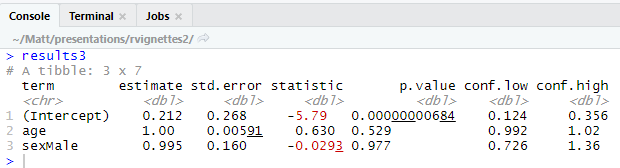 Console Terminal × Jobs ×
~/Matt/presentations/rvignettes2/
> results3
# A tibble: 3 x 7
term estimate std.error statistic p.value conf.low conf.high
<chr> <dbl> <dbl> <dbl> <dbl> <dbl> <dbl>
1 (Intercept) 0.212 0.268 -5.79 0.00000000684 0.124 0.356
2 age 1.00 0.00591 0.630 0.529 0.992 1.02
3 sexMale 0.995 0.160 -0.0293 0.977 0.726 1.36
>